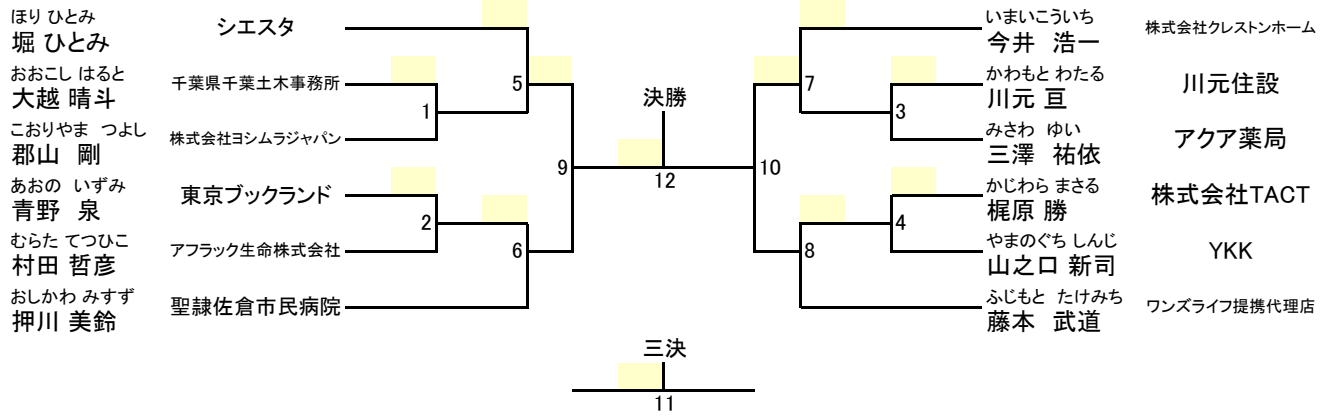 ほり ひとみ
堀 ひとみ
シエスタ
おおこし はると
大越 晴斗
千葉県千葉土木事務所
こおりやま つよし
郡山 剛
株式会社ヨシムラジャパン
あおの いずみ
青野 泉
東京ブックランド
むらた てつひこ
村田 哲彦
アフラック生命株式会社
おしかわ みすず
押川 美鈴
聖隷佐倉市民病院
1
2
5
6
9
決勝
12
三決
11
10
7
8
3
4
いまいこういち
今井 浩一
株式会社クレストンホーム
かわもと わたる
川元 亘
川元住設
みさわ ゆい
三澤 祐依
アクア薬局
かじわら まさる
梶原 勝
株式会社TACT
やまのぐち しんじ
山之口 新司
YKK
ふじもと たけみち
藤本 武道
ワンズライフ提携代理店